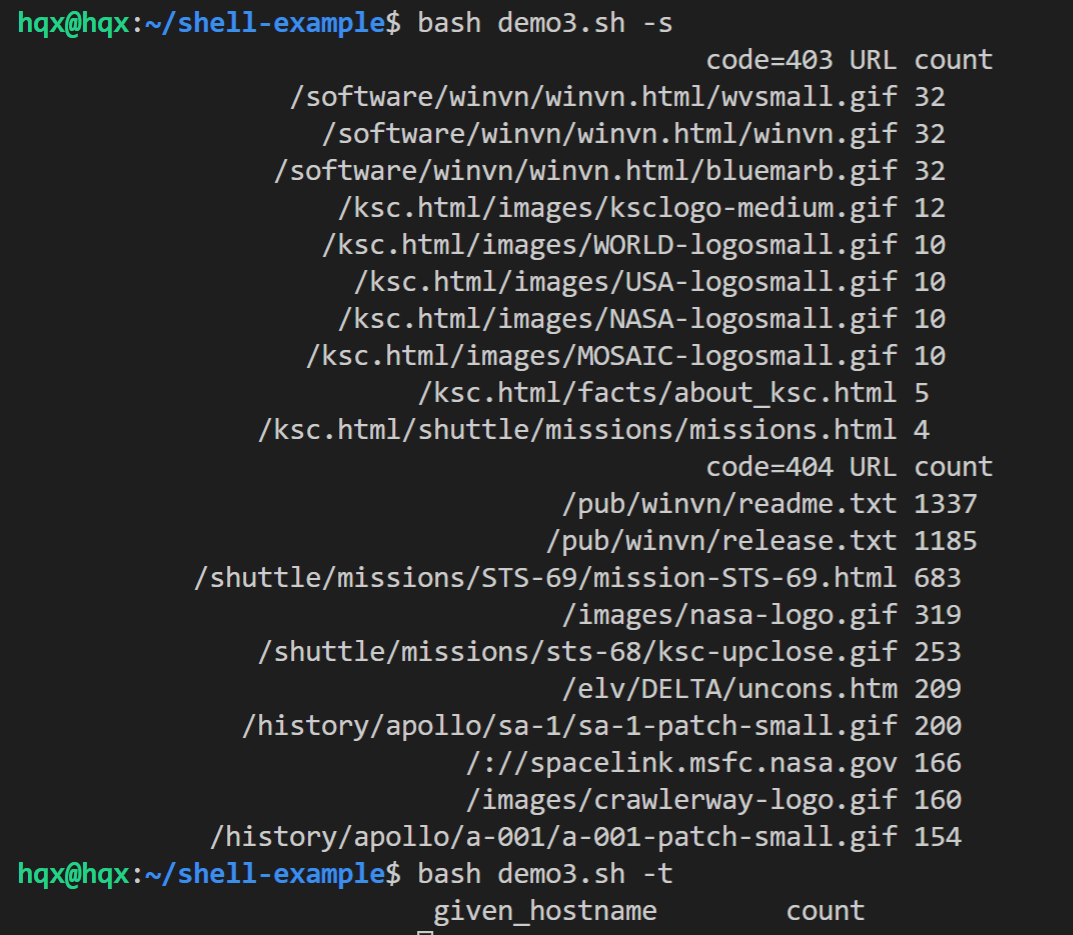 hqx@hqx:~/shell-example$ bash demo3.sh -s
code=403 URL count
/software/winvn/winvn.html/wvsmall.gif 32
/software/winvn/winvn.html/winvn.gif 32
/software/winvn/winvn.html/bluemarb.gif 32
/ksc.html/images/ksclogo-medium.gif 12
/ksc.html/images/WORLD-logosmall.gif 10
/ksc.html/images/USA-logosmall.gif 10
/ksc.html/images/NASA-logosmall.gif 10
/ksc.html/images/MOSAIC-logosmall.gif 10
/ksc.html/facts/about_ksc.html 5
/ksc.html/shuttle/missions/missions.html 4
code=404 URL count
/pub/winvn/readme.txt 1337
/pub/winvn/release.txt 1185
/shuttle/missions/STS-69/mission-STS-69.html 683
/images/nasa-logo.gif 319
/shuttle/missions/sts-68/ksc-upclose.gif 253
/elv/DELTA/uncons.htm 209
/history/apollo/sa-1/sa-1-patch-small.gif 200
/://spacelink.msfc.nasa.gov 166
/images/crawlerway-logo.gif 160
/history/apollo/a-001/a-001-patch-small.gif 154
hqx@hqx:~/shell-example$ bash demo3.sh -t
given_hostname count